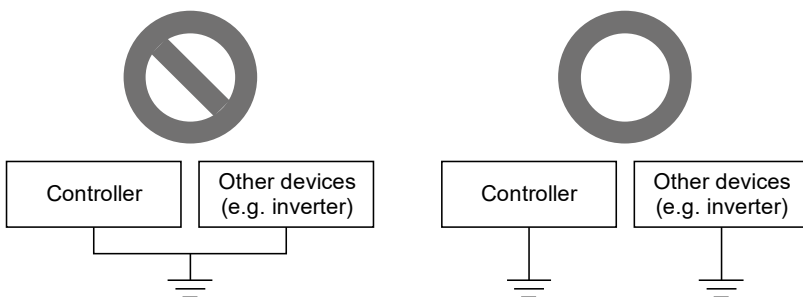 Controller
Other devices
(e.g. inverter)
Controller
Other devices
(e.g. inverter)